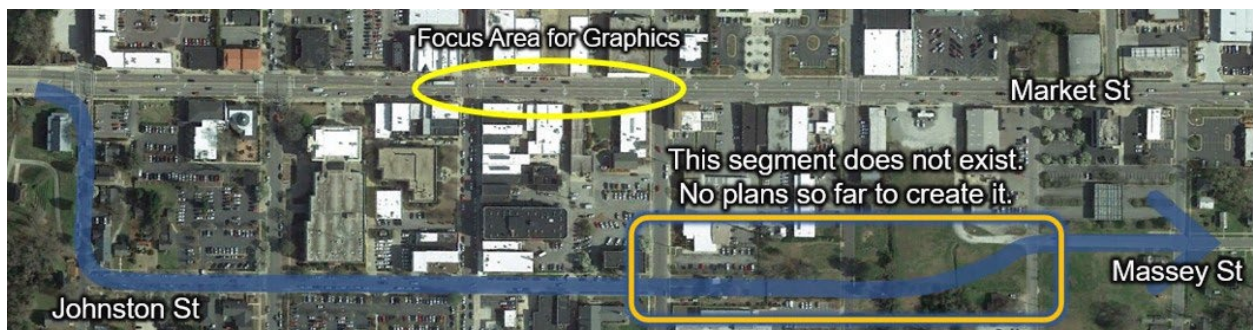 Focus Area for Graphics
Market St
This segment does not exist.
No plans so far to create it.
Massey St
Johnston St